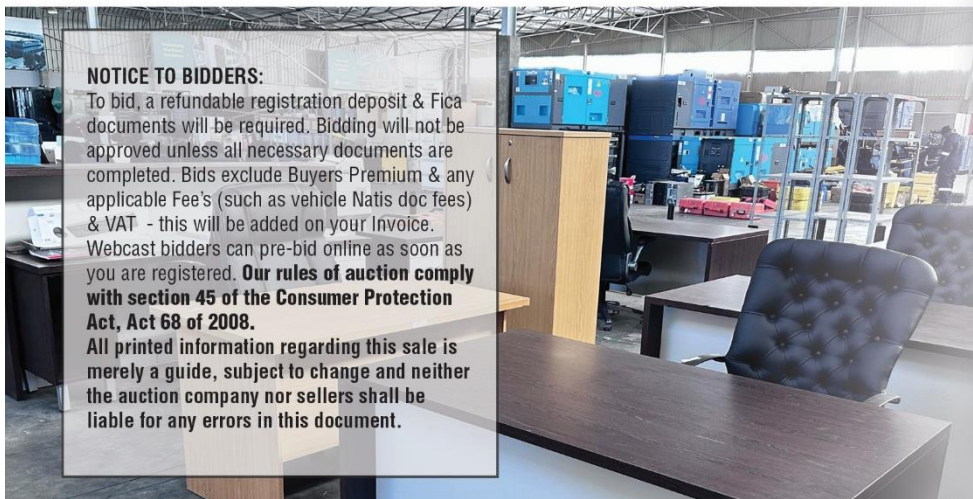 NOTICE TO BIDDERS:
To bid, a refundable registration deposit & Fica
documents will be required. Bidding will not be
approved unless all necessary documents are
completed. Bids exclude Buyers Premium & any
applicable Fee's (such as vehicle Natis doc fees)
& VAT - this will be added on your Invoice.
Webcast bidders can pre-bid online as soon as
you are registered. Our rules of auction comply
with section 45 of the Consumer Protection
Act, Act 68 of 2008.
All printed information regarding this sale is
merely a guide, subject to change and neither
the auction company nor sellers shall be
liable for any errors in this document.